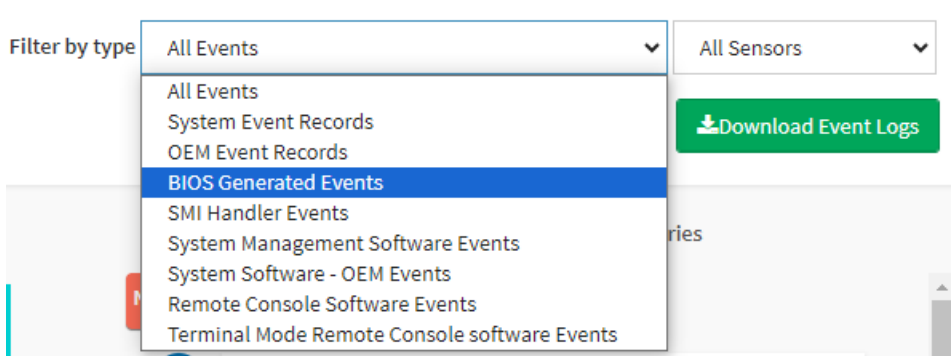 Filter by type All Events All Sensors
All Events
System Event Records
Download Event Logs
OEM Event Records
BIOS Generated Events
SMI Handler Events
ries
System Management Software Events
System Software - OEM Events
Remote Console Software Events
Terminal Mode Remote Console software Events